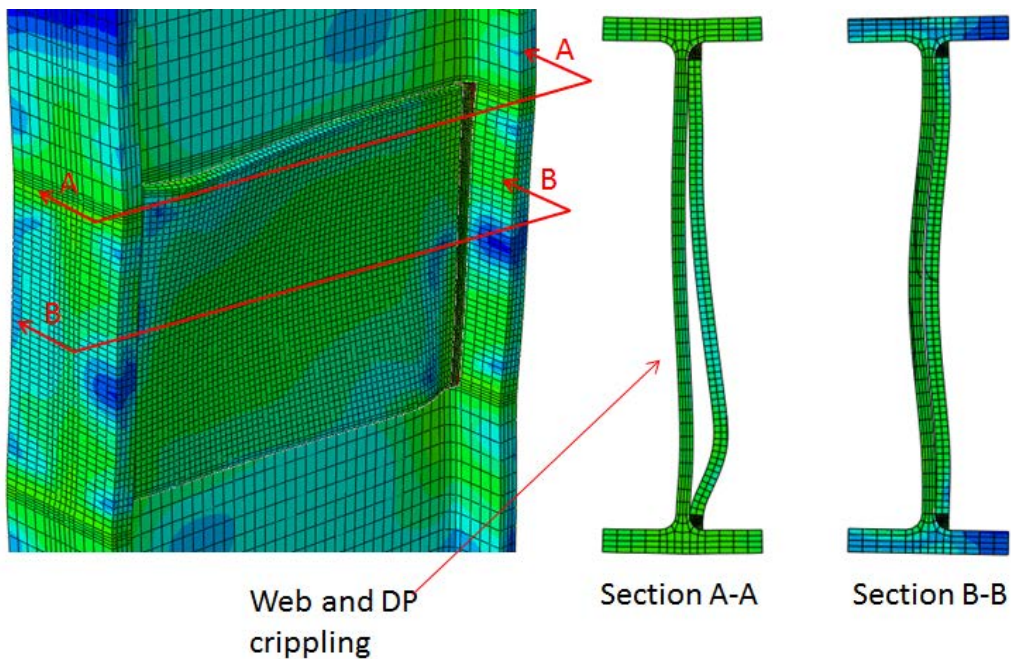 A
A
B
B
Web and DP
crippling
Section A-A
Section B-B